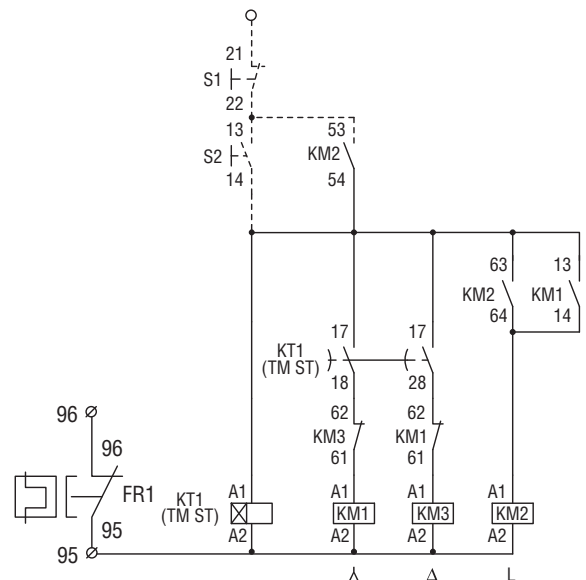 21
S1
22
13 53
S2 KM2
14 54
63 13
KM2 KM1
64 14
17 17
KT1
(TM ST)
18 28
62 62
KM3 KM1
61 61
96
96
FR1
95
95
KT1
(TM ST)
A1 A1 A1 A1
KM1 KM3 KM2
A2 A2 A2 A2
Δ L